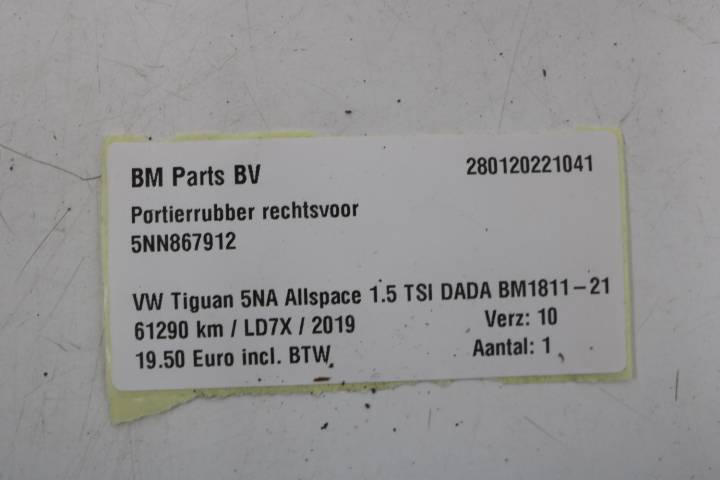 BM Parts BV 280120221041
Portierrubber rechtsvoor
5NN867912
VW Tiguan 5NA Allspace 1.5 TSI DADA BM1811-21
61290 km / LD7X / 2019 Verz: 10
19.50 Euro incl. BTW Aantal: 1